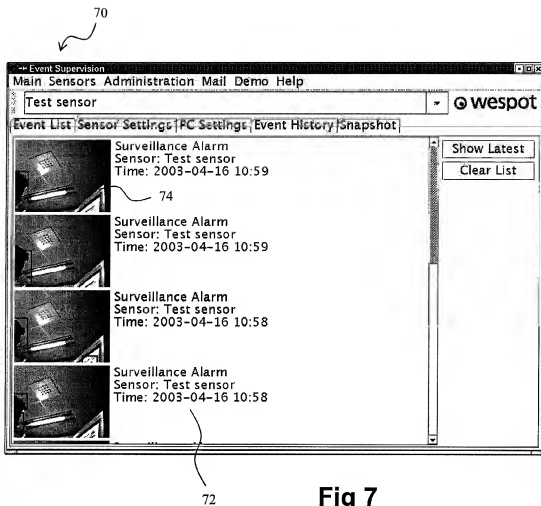 70
Event Supervision
Main Sensors Administration Mail Demo Help
Test sensor
wespot
Event List Sensor Settings PC Settings Event History Snapshot
Surveillance Alarm
Sensor: Test sensor
Time: 2003-04-16 10:59
74
Show Latest
Clear List
Surveillance Alarm
Sensor: Test sensor
Time: 2003-04-16 10:59
Surveillance Alarm
Sensor: Test sensor
Time: 2003-04-16 10:58
Surveillance Alarm
Sensor: Test sensor
Time: 2003-04-16 10:58
72
Fig 7